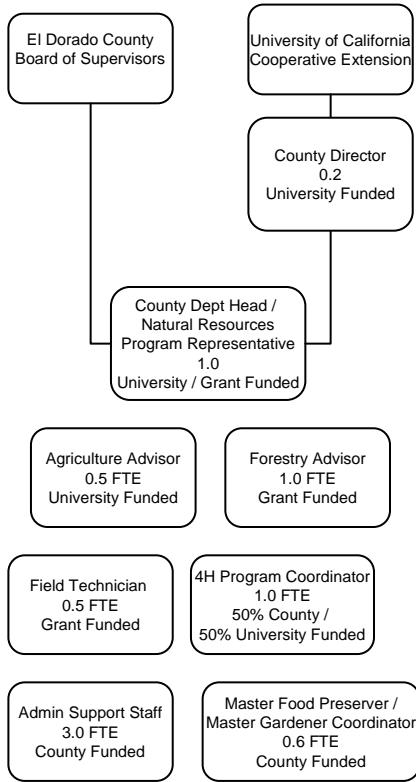 El Dorado County
Board of Supervisors
University of California
Cooperative Extension
County Director
0.2
University Funded
County Dept Head /
Natural Resources
Program Representative
1.0
University / Grant Funded
Agriculture Advisor
0.5 FTE
University Funded
Forestry Advisor
1.0 FTE
Grant Funded
Field Technician
0.5 FTE
Grant Funded
4H Program Coordinator
1.0 FTE
50% County /
50% University Funded
Admin Support Staff
3.0 FTE
County Funded
Master Food Preserver /
Master Gardener Coordinator
0.6 FTE
County Funded